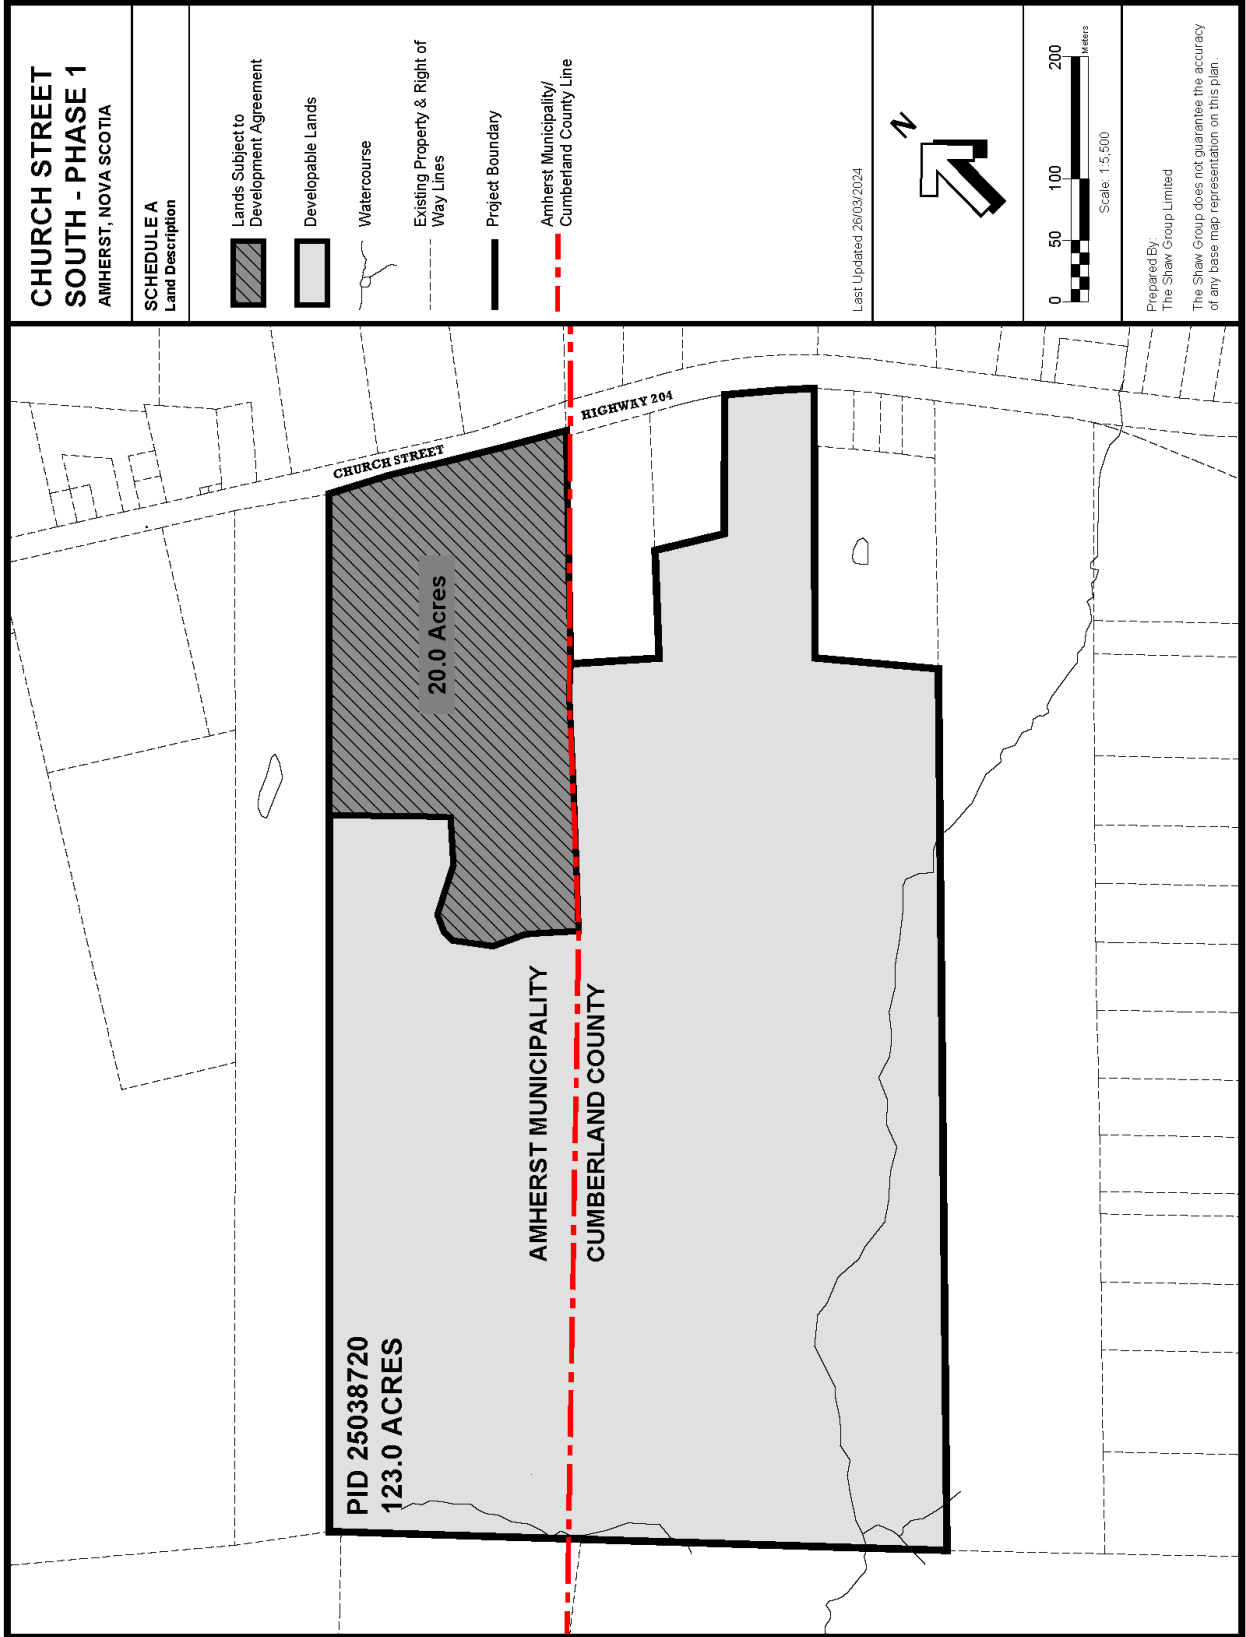 CHURCH STREET
SOUTH - PHASE 1
AMHERST, NOVA SCOTIA
SCHEDULE A
Land Description
Lands Subject to
Development Agreement
Developable Lands
Watercourse
Existing Property & Right of
Way Lines
Project Boundary
Amherst Municipality/
Cumberland County Line
Last Updated 26/03/2024
N
0 50 100 200
Meters
Scale: 1:5,500
Prepared By:
The Shaw Group Limited
The Shaw Group does not guarantee the accuracy
of any base map representation on this plan.
CHURCH STREET
HIGHWAY 204
20.0 Acres
AMHERST MUNICIPALITY
CUMBERLAND COUNTY
PID 25038720
123.0 ACRES